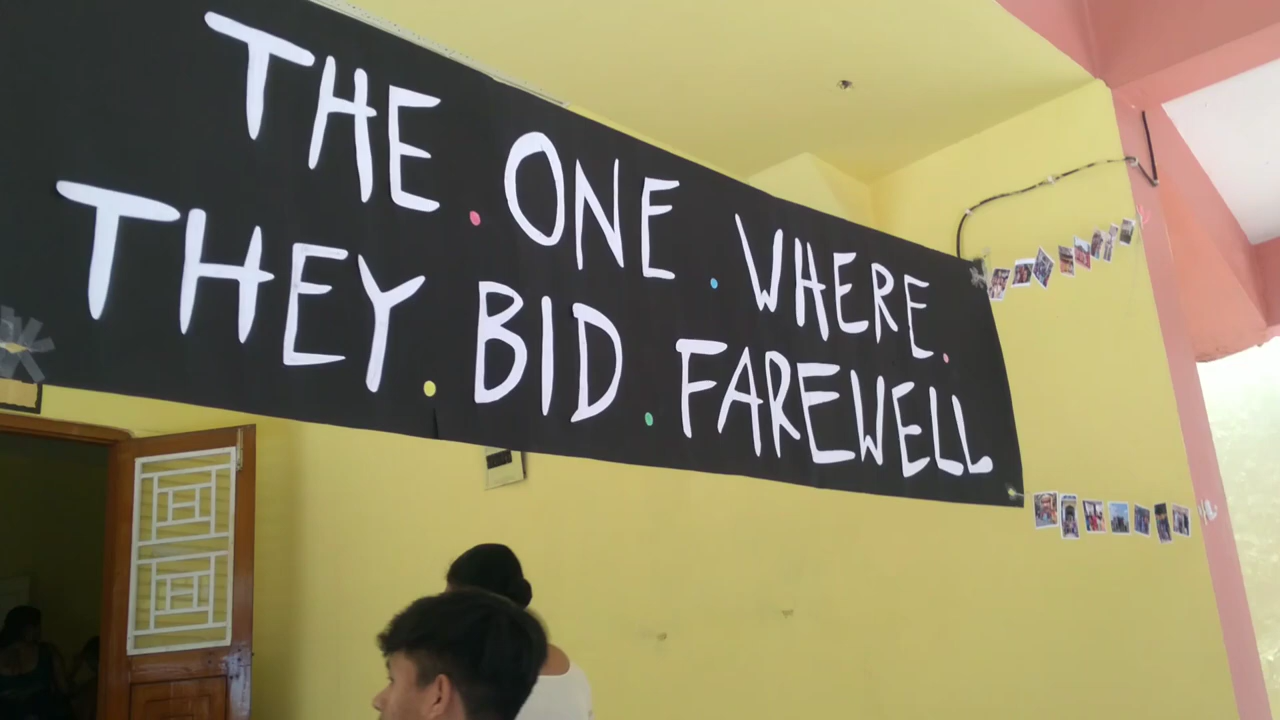 THE . ONE . WHERE .
THEY . BID . FAREWELL